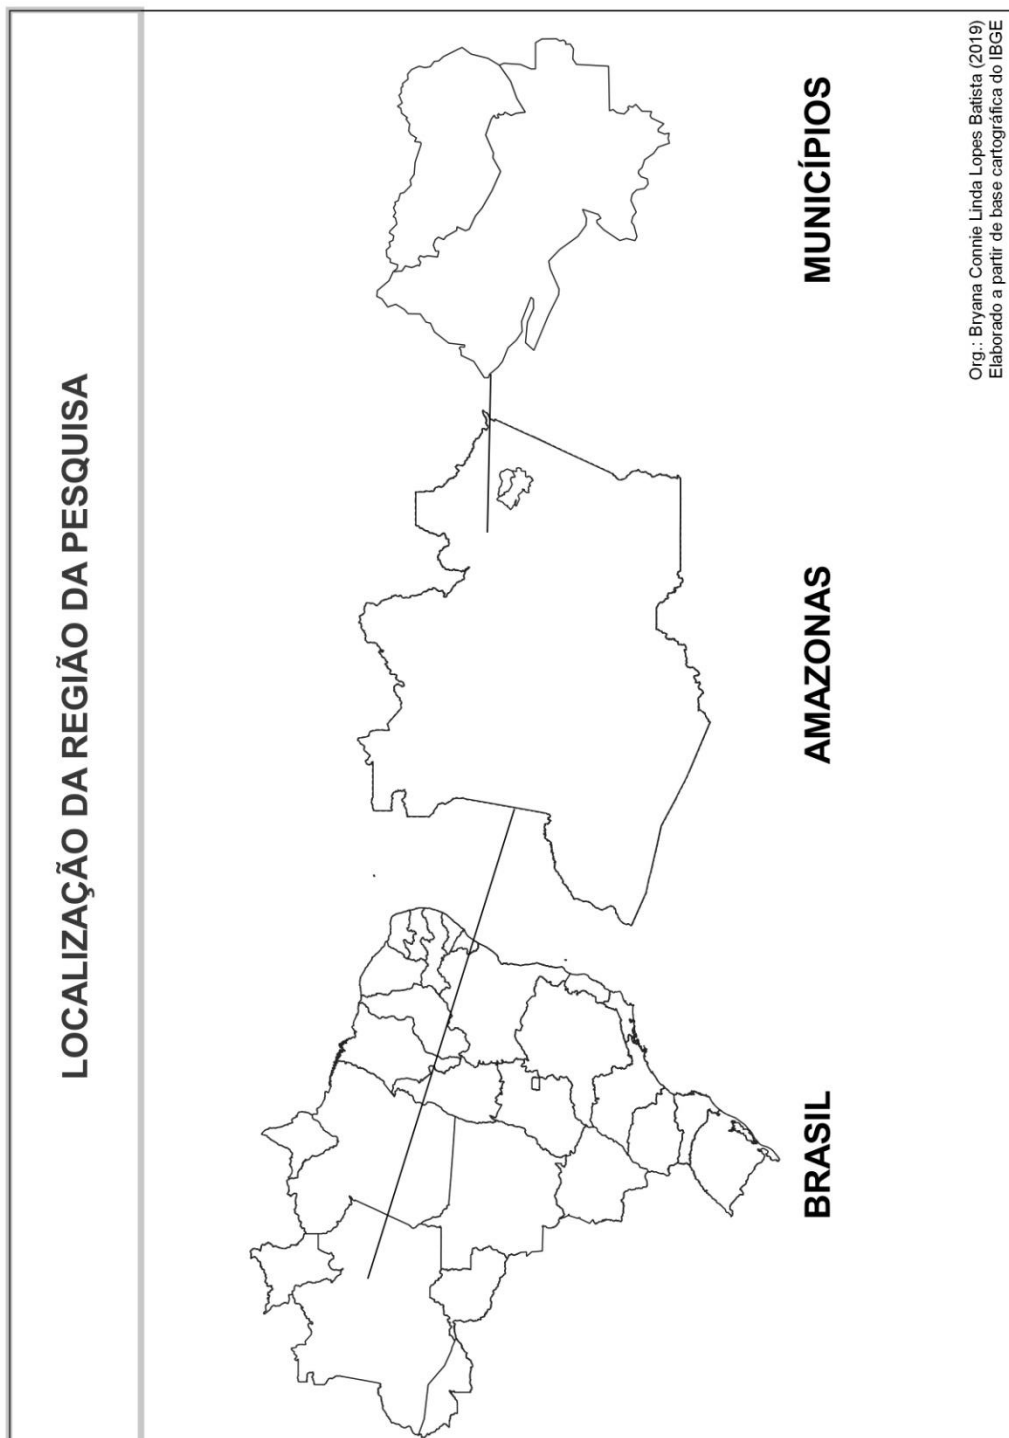 LOCALIZAÇÃO DA REGIÃO DA PESQUISA
BRASIL
AMAZONAS
MUNICÍPIOS
Org.: Bryana Connie Linda Lopes Batista (2019)
Elaborado a partir de base cartográfica do IBGE